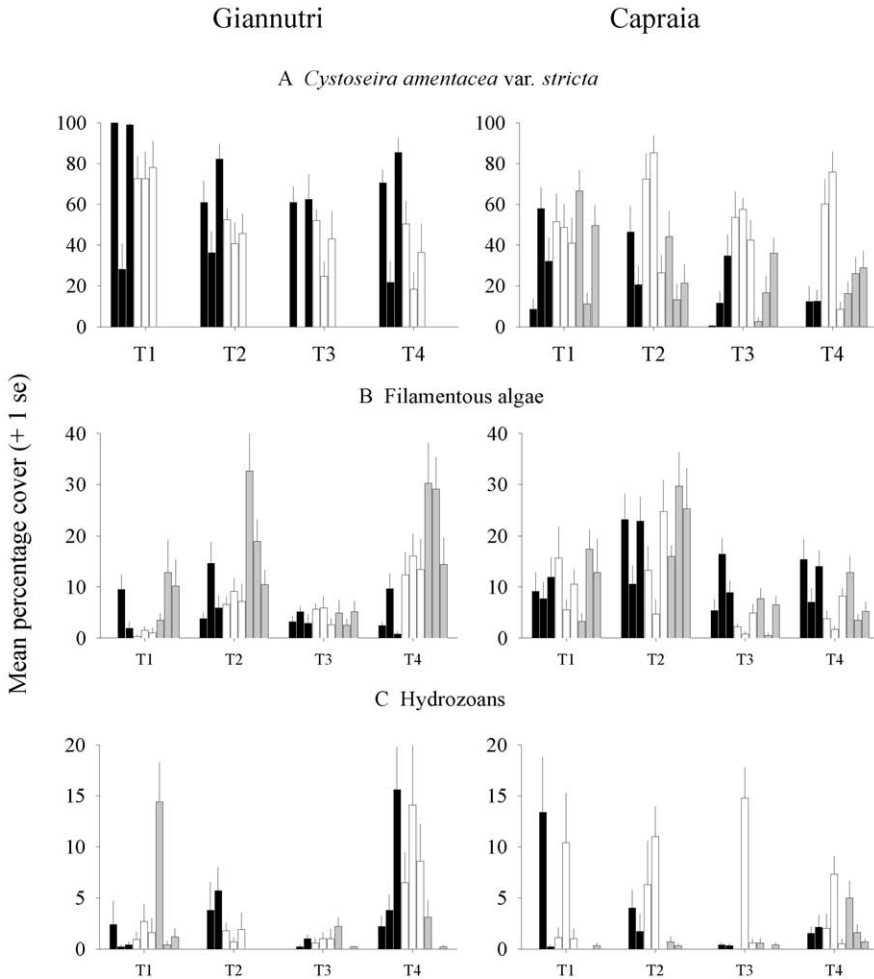 Giannutri Capraia
A Cystoseira amentacea var. stricta
100 100
80 80
60 60
40 40
20 20
0 0
T1 T2 T3 T4 T1 T2 T3 T4
B Filamentous algae
40 40
30 30
20 20
10 10
0 0
T1 T2 T3 T4 T1 T2 T3 T4
C Hydrozoans
20 20
15 15
10 10
5 5
0 0
T1 T2 T3 T4 T1 T2 T3 T4
Mean percentage cover (+ 1 se)